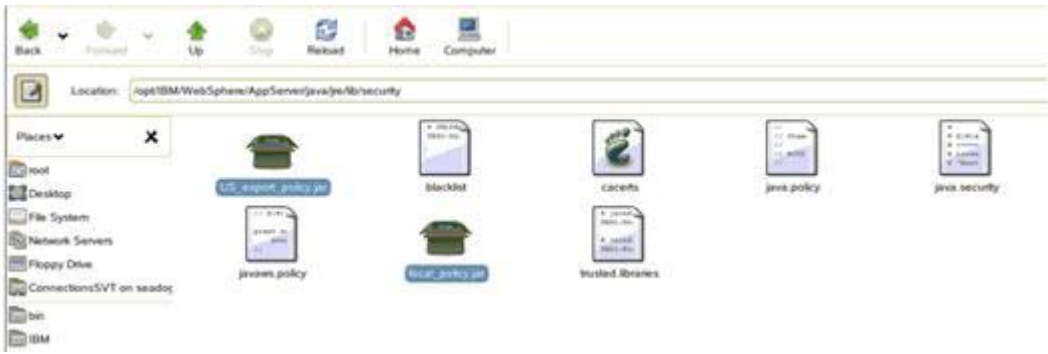 Back Forward Up Stop Reload Home Computer
Location: /opt/IBM/WebSphere/AppServer/java/jre/lib/security
Places
root
Desktop
File System
Network Servers
Floppy Drive
ConnectionsSVT on seadog
bin
IBM
US_export_policy.jar blacklist cacerts java.policy java.security
javaws.policy local_policy.jar trusted.libraries